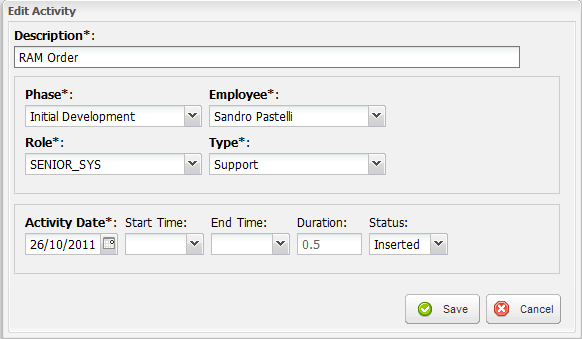 Edit Activity
Description*:
RAM Order
Phase*: Employee*:
Initial Development Sandro Pastelli
Role*: Type*:
SENIOR_SYS Support
Activity Date*: Start Time: End Time: Duration: Status:
26/10/2011 0.5 Inserted
Save Cancel